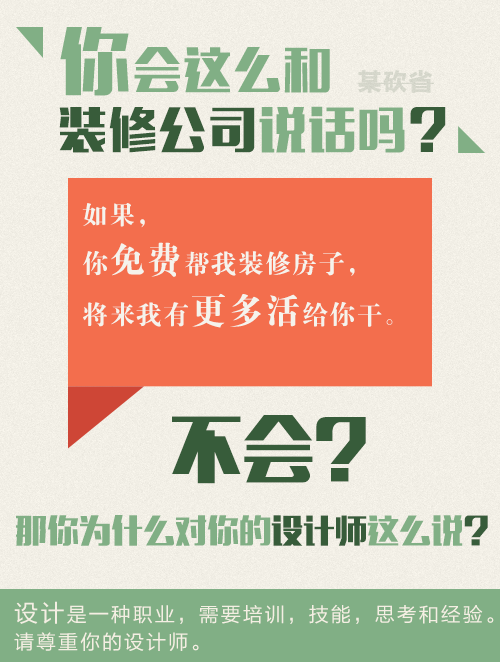 你会这么和
某砍省
装修公司说话吗?
如果，
你免费帮我装修房子，
将来我有更多活给你干。
不会?
那你为什么对你的设计师这么说?
设计是一种职业，需要培训，技能，思考和经验。
请尊重你的设计师。